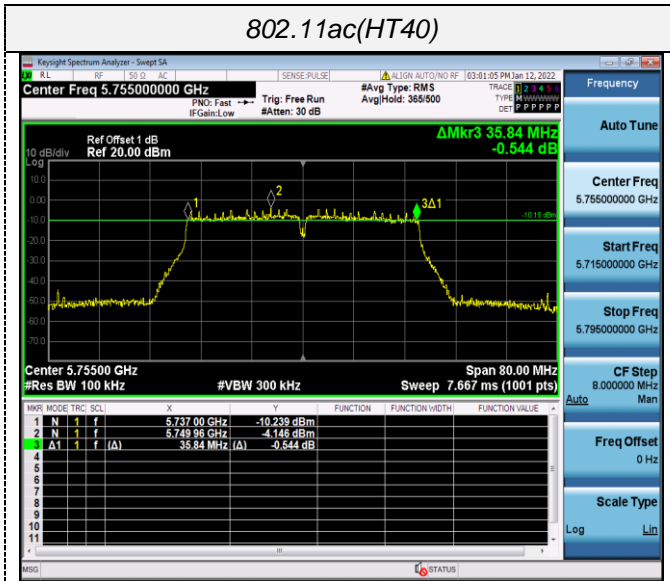 802.11ac(HT40)
Keysight Spectrum Analyzer - Swept SA
RL RF 50 Ω AC SENSE:PULSE ALIGN AUTO/NO RF 03:01:05 PM Jan 12, 2022
Center Freq 5.755000000 GHz
PNO: Fast
IFGain:Low
Trig: Free Run
#Atten: 30 dB
#Avg Type: RMS
Avg|Hold: 365/500
TRACE 1 2 3 4 5 6
TYPE M WWWWW
DET P P P P P P
Ref Offset 1 dB
Ref 20.00 dBm
10 dB/div
Log
ΔMkr3 35.84 MHz
-0.544 dB
10.0
0.00
-10.0
-20.0
-30.0
-40.0
-50.0
-60.0
-70.0
1
2
3Δ1
-10.15 dBm
Center 5.75500 GHz
Span 80.00 MHz
#Res BW 100 kHz
#VBW 300 kHz
Sweep 7.667 ms (1001 pts)
MKR MODE TRC SCL X Y FUNCTION FUNCTION WIDTH FUNCTION VALUE
1 N 1 f 5.737 00 GHz -10.239 dBm
2 N 1 f 5.749 96 GHz -4.146 dBm
3 Δ1 1 f (Δ) 35.84 MHz (Δ) -0.544 dB
4
5
6
7
8
9
10
11
MSG
STATUS
Frequency
Auto Tune
Center Freq
5.755000000 GHz
Start Freq
5.715000000 GHz
Stop Freq
5.795000000 GHz
CF Step
8.000000 MHz
Auto Man
Freq Offset
0 Hz
Scale Type
Log Lin